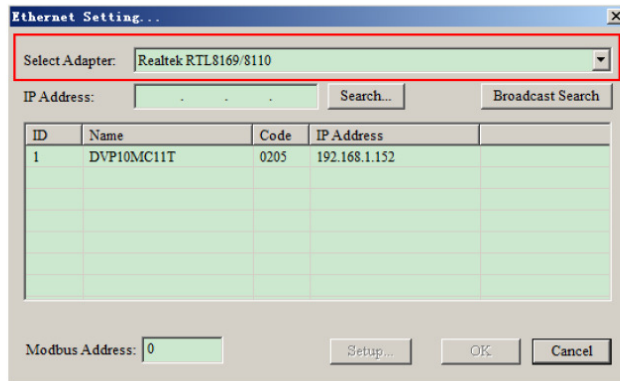 Ethernet Setting...
Select Adapter: Realtek RTL8169/8110
IP Address: . . . Search... Broadcast Search
ID Name Code IP Address
1 DVP10MC11T 0205 192.168.1.152
Modbus Address: 0 Setup... OK Cancel